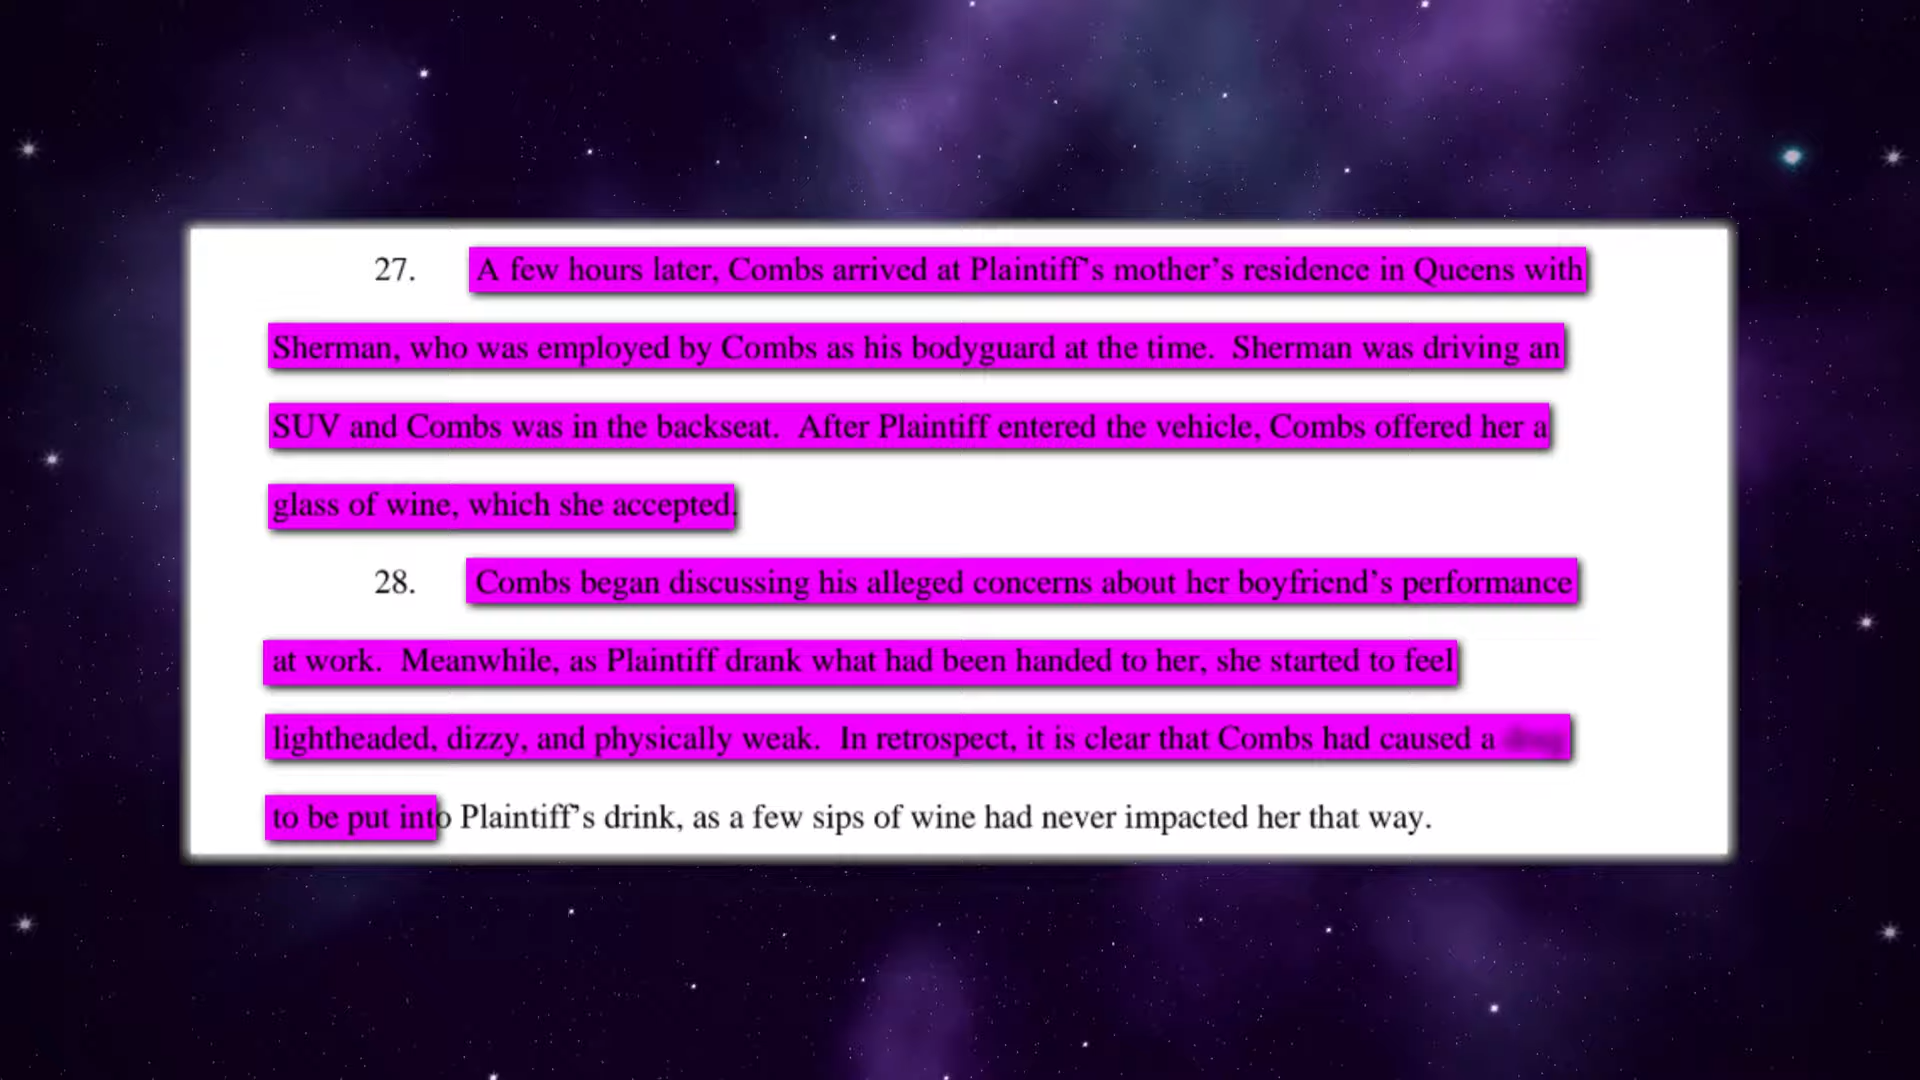 27. A few hours later, Combs arrived at Plaintiff’s mother’s residence in Queens with
Sherman, who was employed by Combs as his bodyguard at the time. Sherman was driving an
SUV and Combs was in the backseat. After Plaintiff entered the vehicle, Combs offered her a
glass of wine, which she accepted.
28. Combs began discussing his alleged concerns about her boyfriend’s performance
at work. Meanwhile, as Plaintiff drank what had been handed to her, she started to feel
lightheaded, dizzy, and physically weak. In retrospect, it is clear that Combs had caused a
to be put into Plaintiff’s drink, as a few sips of wine had never impacted her that way.